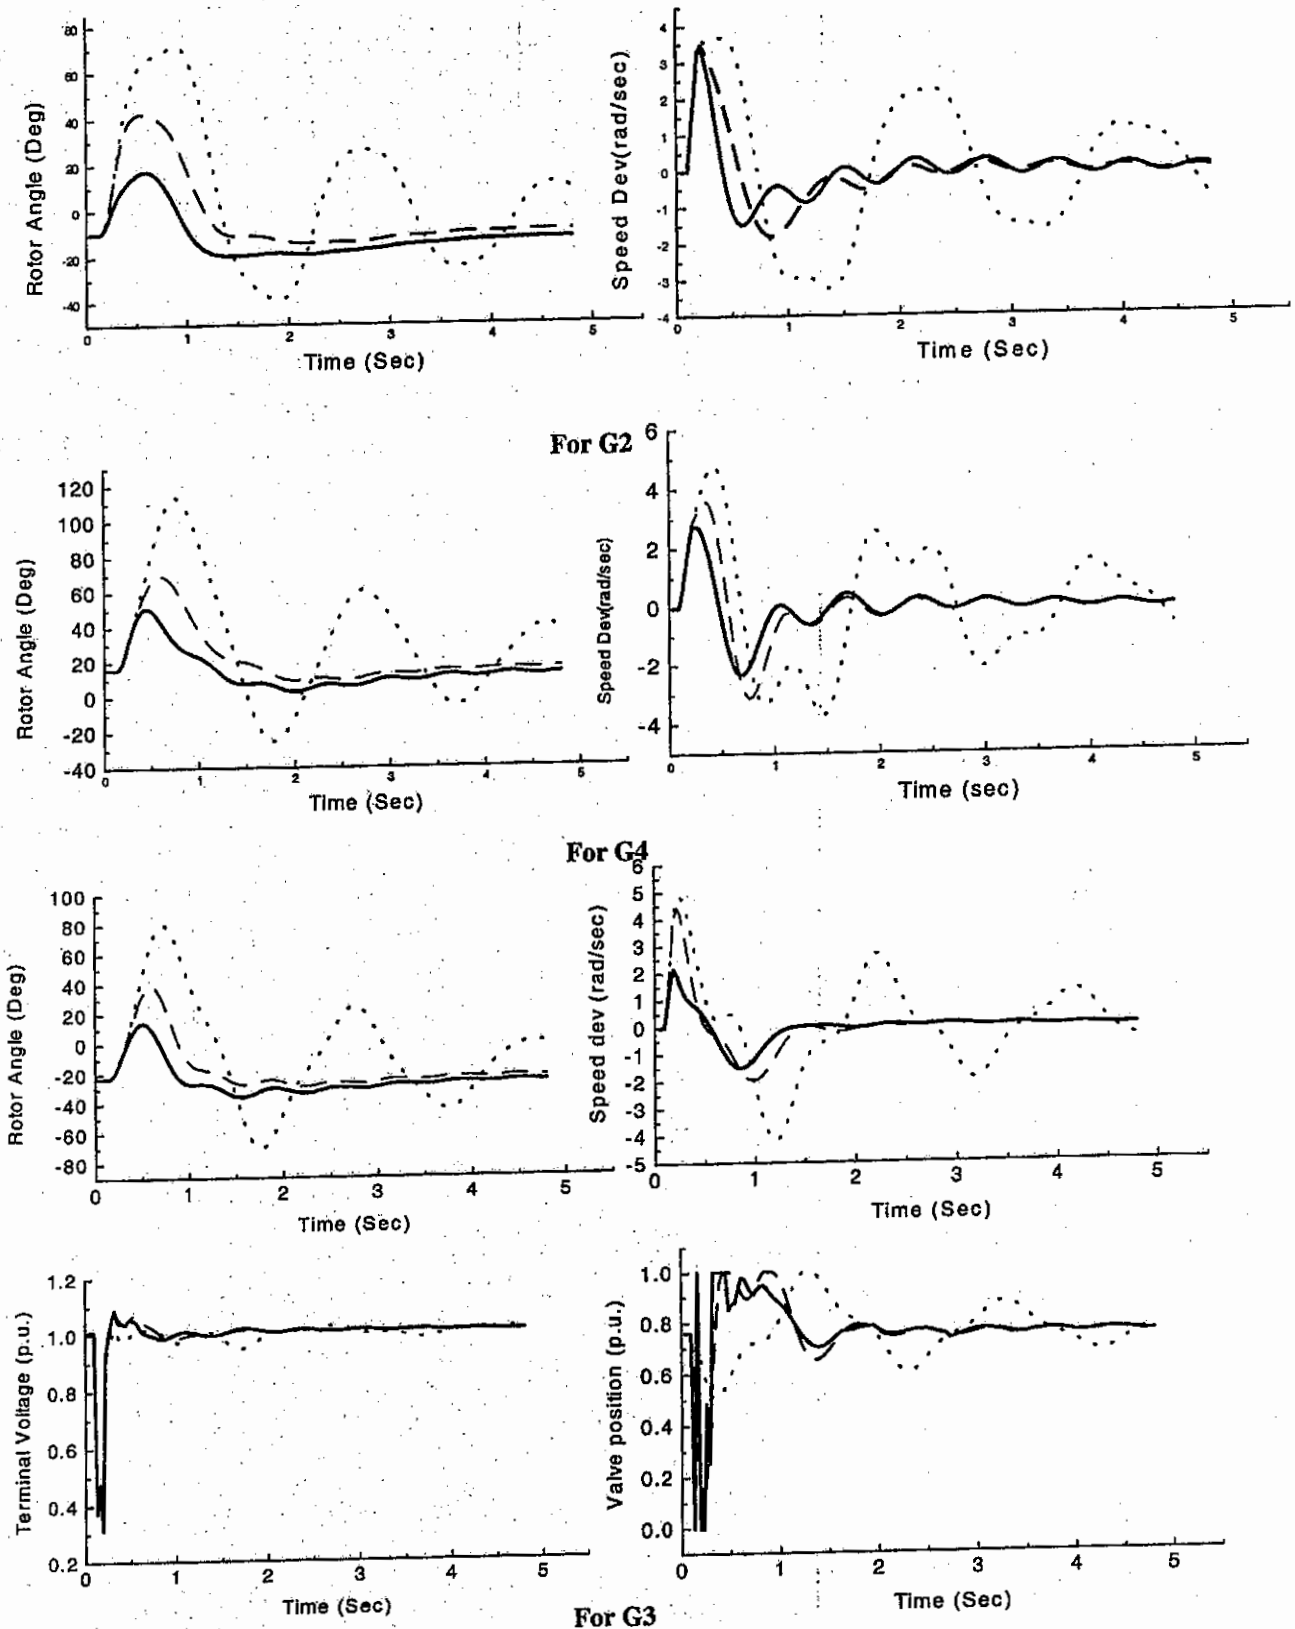 80
60
40
20
0
-20
-40
Rotor Angle (Deg)
0 1 2 3 4 5
Time (Sec)
4
3
2
1
0
-1
-2
-3
-4
Speed Dev(rad/sec)
0 1 2 3 4 5
Time (Sec)
For G2
120
100
80
60
40
20
0
-20
-40
Rotor Angle (Deg)
0 1 2 3 4 5
Time (Sec)
6
4
2
0
-2
-4
Speed Dev(rad/sec)
0 1 2 3 4 5
Time (sec)
For G4
100
80
60
40
20
0
-20
-40
-60
-80
Rotor Angle (Deg)
0 1 2 3 4 5
Time (Sec)
6
5
4
3
2
1
0
-1
-2
-3
-4
-5
Speed dev (rad/sec)
0 1 2 3 4 5
Time (Sec)
1.2
1.0
0.8
0.6
0.4
0.2
Terminal Voltage (p.u.)
0 1 2 3 4 5
Time (Sec)
1.0
0.8
0.6
0.4
0.2
0.0
Valve position (p.u.)
0 1 2 3 4 5
Time (Sec)
For G3